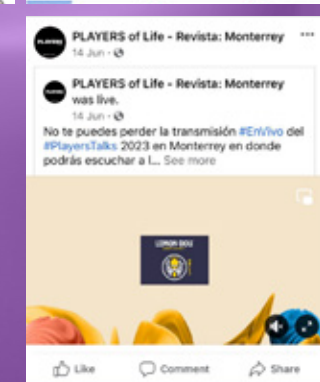 PLAYERS of Life - Revista: Monterrey
14 Jun ·
PLAYERS of Life - Revista: Monterrey
was live.
14 Jun ·
No te puedes perder la transmisión #EnVivo del
#PlayersTalks 2023 en Monterrey en donde
podrás escuchar a l... See more
Like Comment Share